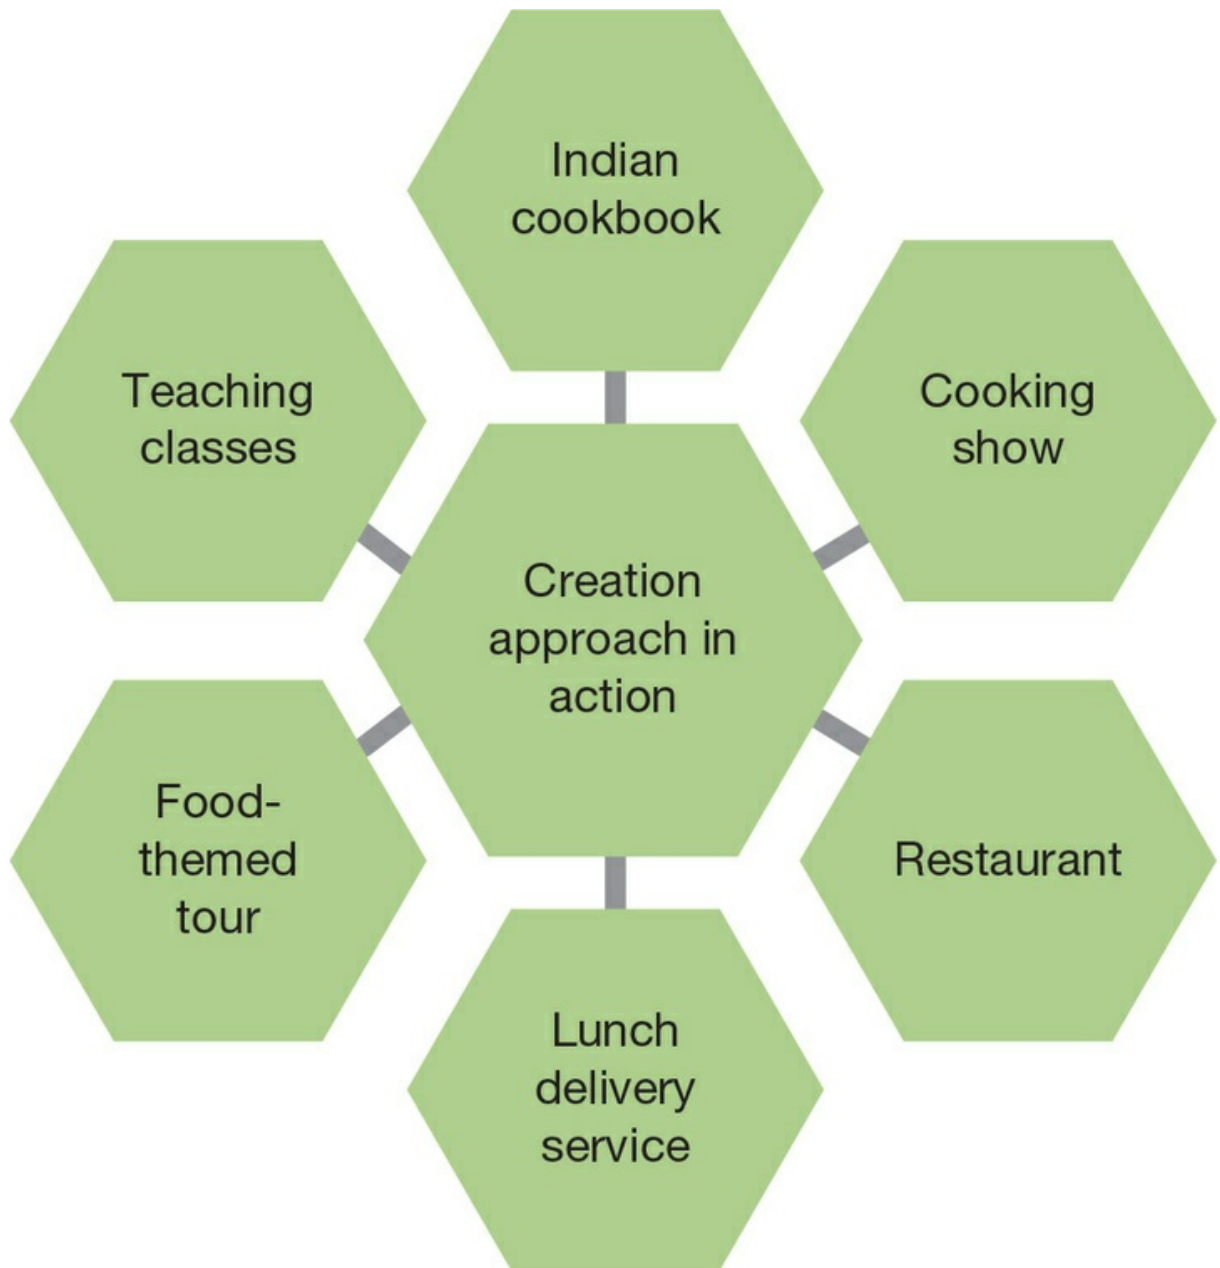 Indian
cookbook
Teaching
classes
Cooking
show
Creation
approach in
action
Food-
themed
tour
Restaurant
Lunch
delivery
service